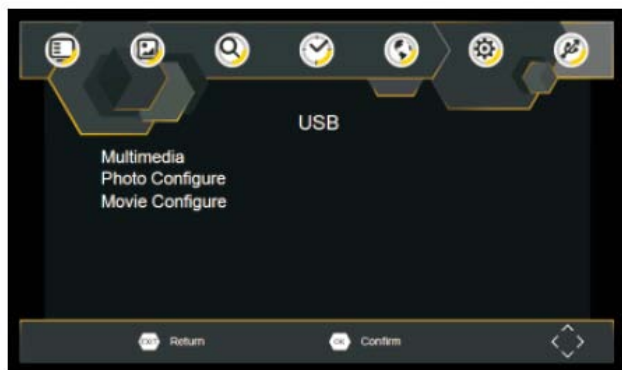 USB
Multimedia
Photo Configure
Movie Configure
EXIT Return OK Confirm